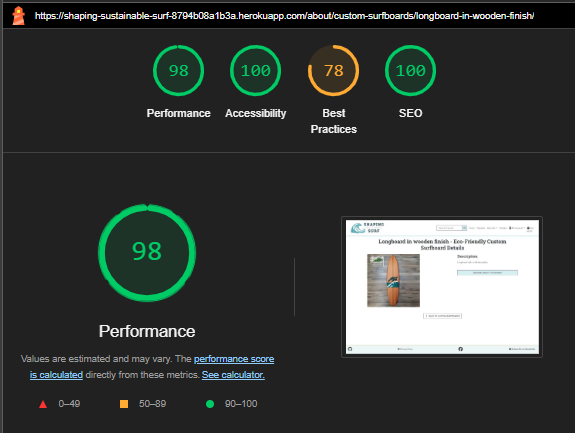 https://shaping-sustainable-surf-8794b08a1b3a.herokuapp.com/about/custom-surfboards/longboard-in-wooden-finish/
98
100
78
100
Performance
Accessibility
Best
Practices
SEO
98
Performance
Values are estimated and may vary. The performance score
is calculated directly from these metrics. See calculator.
0–49
50–89
90–100
SHAPING
SURF
Longboard in wooden finish - Eco-Friendly Custom
Surfboard Details
Description